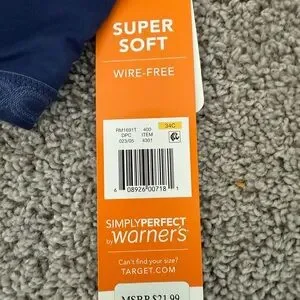 SUPER
SOFT
WIRE-FREE
RM1691T 400 34C
DPC ITEM
023/05 4301
6 08926 00718 1
SIMPLYPERFECT
by warner's
Can't find your size?
TARGET.COM
MSRP $21.99